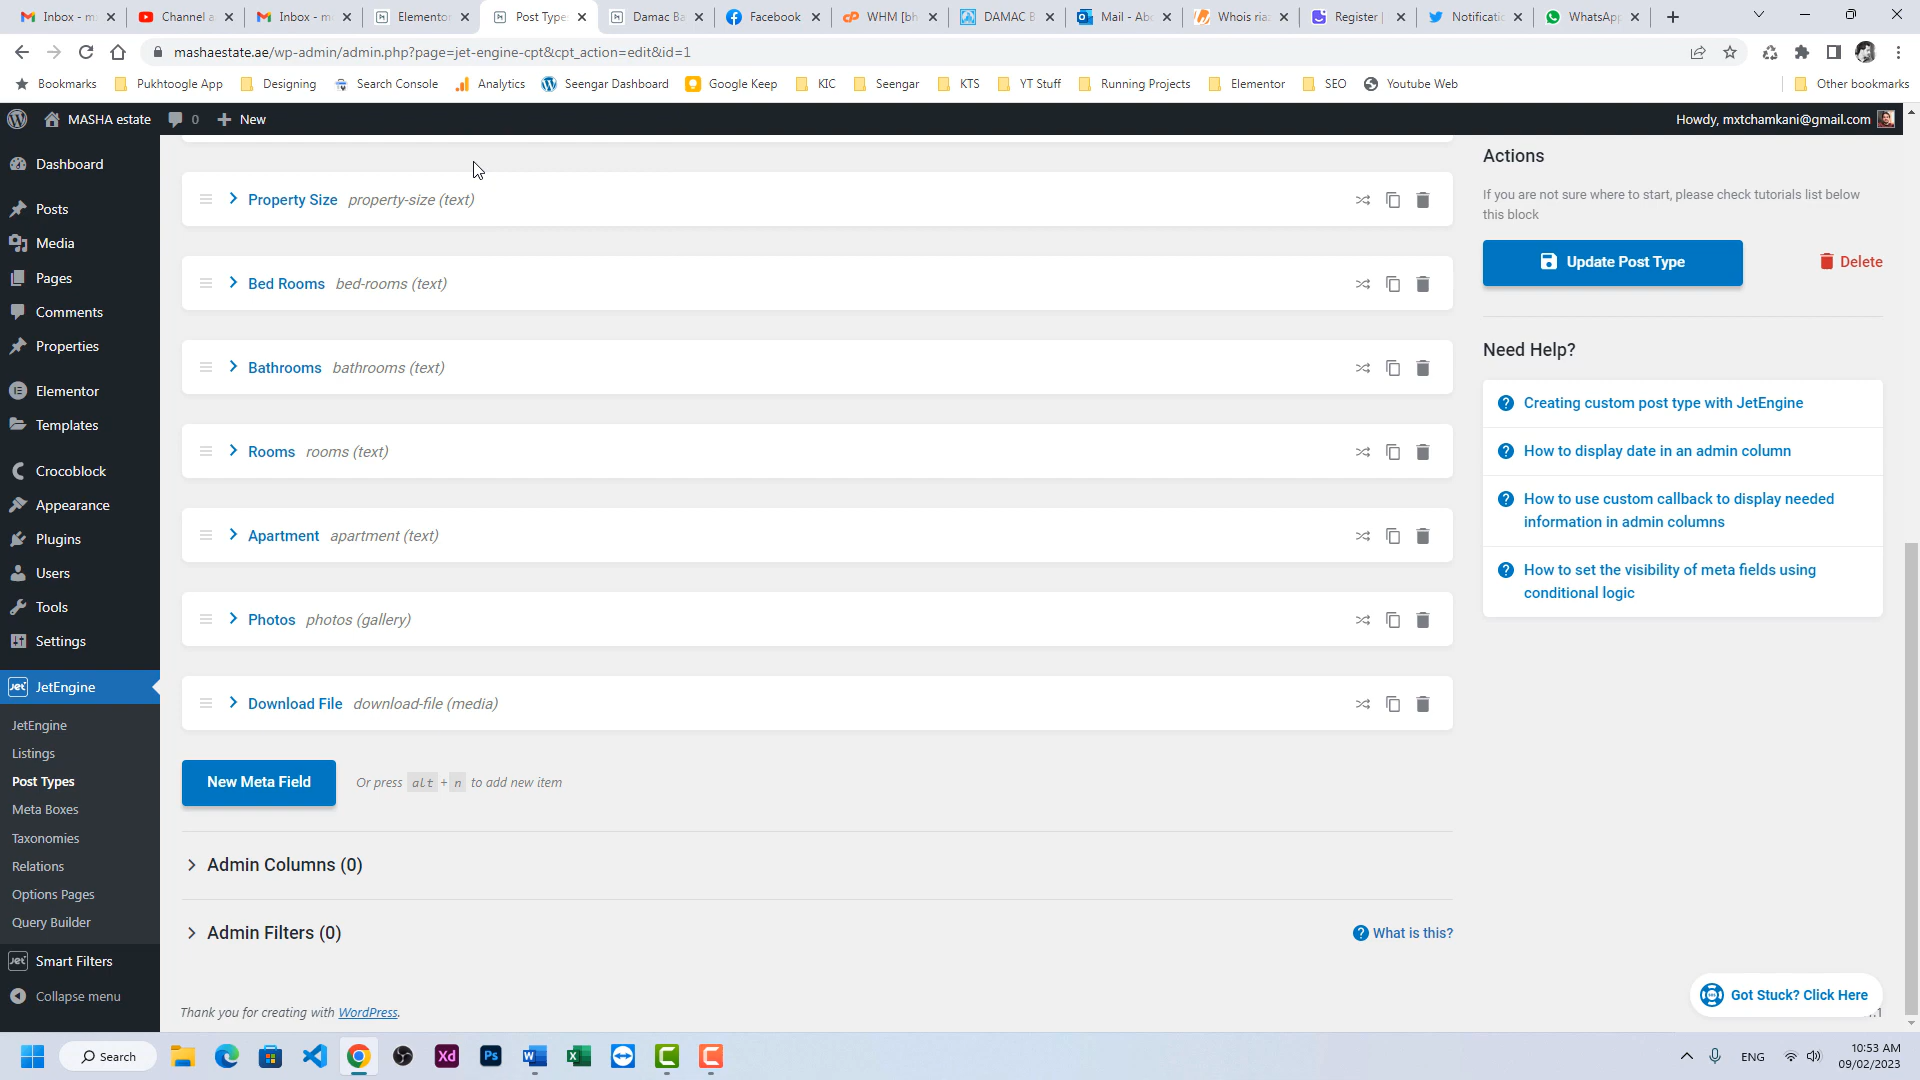 Inbox - m
Channel a
Inbox - m
Elementor
Post Type
Damac Ba
Facebook
WHM [bh
DAMAC B
Mail - Abo
Whois ria
Register |
Notificatio
WhatsApp
mashaestate.ae/wp-admin/admin.php?page=jet-engine-cpt&cpt_action=edit&id=1
Bookmarks
Pukhtoogle App
Designing
Search Console
Analytics
Seengar Dashboard
Google Keep
KIC
Seengar
KTS
YT Stuff
Running Projects
Elementor
SEO
Youtube Web
Other bookmarks
MASHA estate
0
New
Howdy, mxtchamkani@gmail.com
Dashboard
Posts
Media
Pages
Comments
Properties
Elementor
Templates
Crocoblock
Appearance
Plugins
Users
Tools
Settings
JetEngine
JetEngine
Listings
Post Types
Meta Boxes
Taxonomies
Relations
Options Pages
Query Builder
Smart Filters
Collapse menu
Property Size property-size (text)
Bed Rooms bed-rooms (text)
Bathrooms bathrooms (text)
Rooms rooms (text)
Apartment apartment (text)
Photos photos (gallery)
Download File download-file (media)
New Meta Field
Or press alt + n to add new item
Admin Columns (0)
Admin Filters (0)
What is this?
Thank you for creating with WordPress.
Actions
If you are not sure where to start, please check tutorials list below
this block
Update Post Type
Delete
Need Help?
Creating custom post type with JetEngine
How to display date in an admin column
How to use custom callback to display needed
information in admin columns
How to set the visibility of meta fields using
conditional logic
Got Stuck? Click Here
Search
Xd
Ps
ENG
10:53 AM
09/02/2023